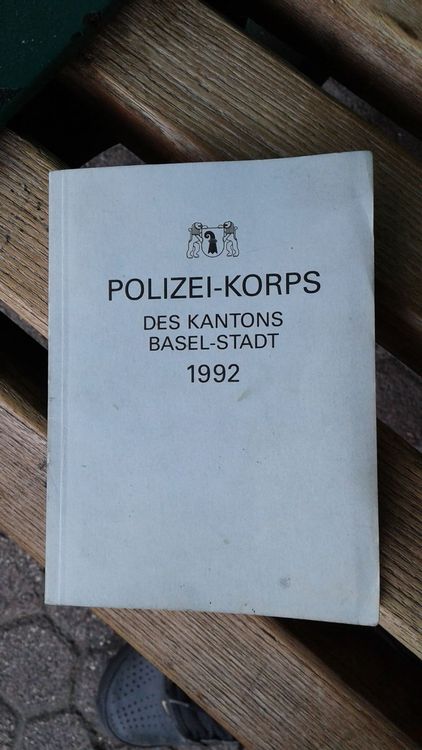 POLIZEI-KORPS
DES KANTONS
BASEL-STADT
1992